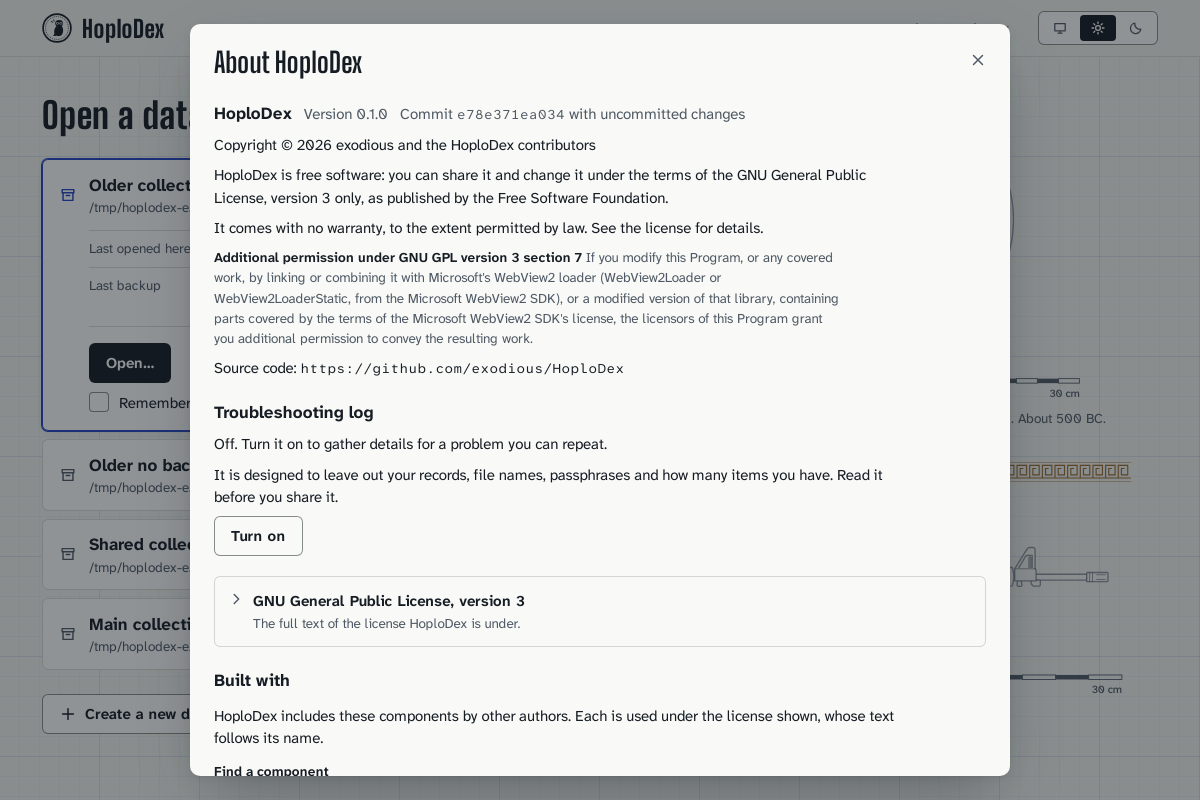 HoploDex
About HoploDex
HoploDex Version 0.1.0 Commit e78e371ea034 with uncommitted changes
Copyright © 2026 exodious and the HoploDex contributors
HoploDex is free software: you can share it and change it under the terms of the GNU General Public
License, version 3 only, as published by the Free Software Foundation.
It comes with no warranty, to the extent permitted by law. See the license for details.
Additional permission under GNU GPL version 3 section 7 If you modify this Program, or any covered
work, by linking or combining it with Microsoft's WebView2 loader (WebView2Loader or
WebView2LoaderStatic, from the Microsoft WebView2 SDK), or a modified version of that library, containing
parts covered by the terms of the Microsoft WebView2 SDK's license, the licensors of this Program grant
you additional permission to convey the resulting work.
Source code: https://github.com/exodious/HoploDex
Troubleshooting log
Off. Turn it on to gather details for a problem you can repeat.
It is designed to leave out your records, file names, passphrases and how many items you have. Read it
before you share it.
Turn on
GNU General Public License, version 3
The full text of the license HoploDex is under.
Built with
HoploDex includes these components by other authors. Each is used under the license shown, whose text
follows its name.
Find a component
Open a dat
Older collect
/tmp/hoplodex-e
Last opened here
Last backup
Open...
Remember
Older no bac
/tmp/hoplodex-e
Shared colle
/tmp/hoplodex-e
Main collecti
/tmp/hoplodex-e
Create a new d
30 cm
. About 500 BC.
30 cm